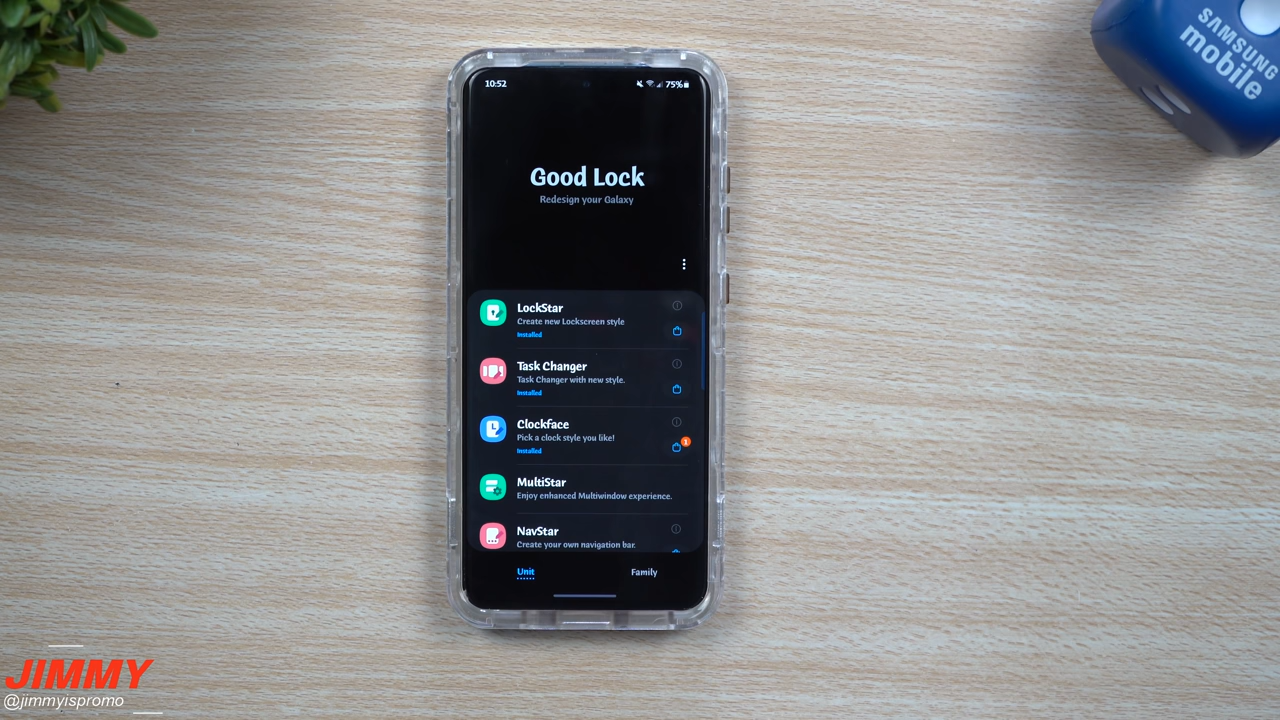 SAMSUNG
mobile
10:52
75%
Good Lock
Redesign your Galaxy
LockStar
Create new Lockscreen style
Installed
Task Changer
Task Changer with new style.
Installed
Clockface
Pick a clock style you like!
1
Installed
MultiStar
Enjoy enhanced Multiwindow experience.
NavStar
Create your own navigation bar.
Unit
Family
JIMMY
@jimmyispromo